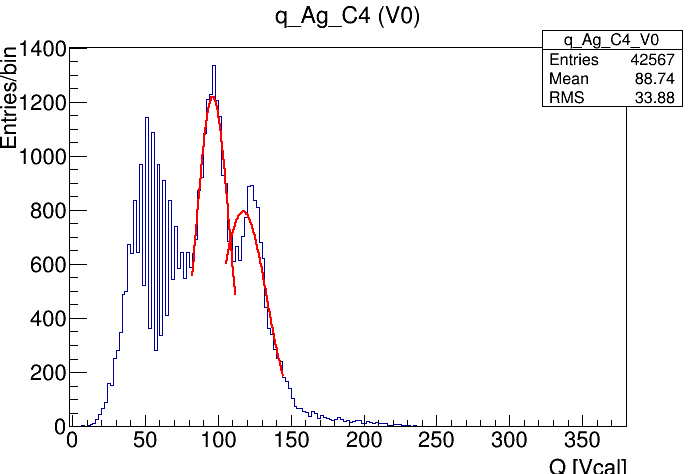 q_Ag_C4 (V0)
q_Ag_C4_V0
Entries 42567
Mean 88.74
RMS 33.88
Entries/bin
1400
1200
1000
800
600
400
200
0
0 50 100 150 200 250 300 350
Q [Vcal]